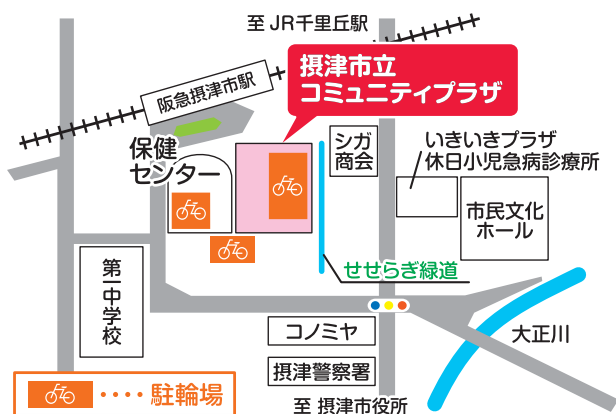 至 JR千里丘駅
阪急摂津市駅
摂津市立
コミュニティプラザ
保健
センター
シガ
商会
いきいきプラザ
休日小児急病診療所
市民文化
ホール
せせらぎ緑道
第一中学校
コノミヤ
大正川
摂津警察署
‥‥駐輪場
至 摂津市役所